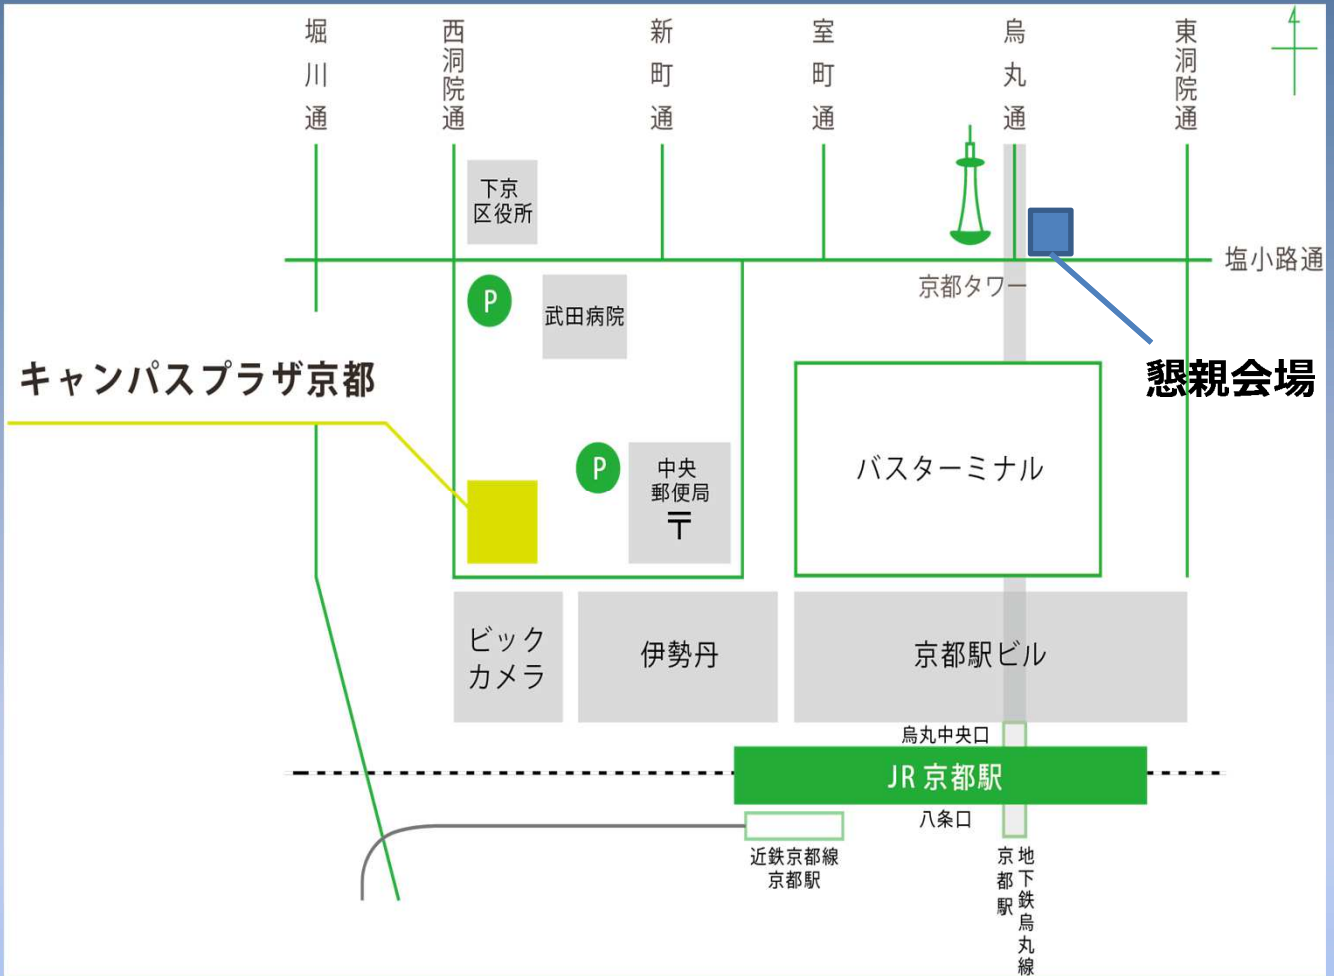 堀川通
西洞院通
新町通
室町通
烏丸通
東洞院通
4
下京
区役所
塩小路通
京都タワー
P
武田病院
キャンパスプラザ京都
懇親会場
P
中央
郵便局
〒
バスターミナル
ビック
カメラ
伊勢丹
京都駅ビル
烏丸中央口
JR 京都駅
八条口
近鉄京都線
京都駅
地下鉄烏丸線
京都駅